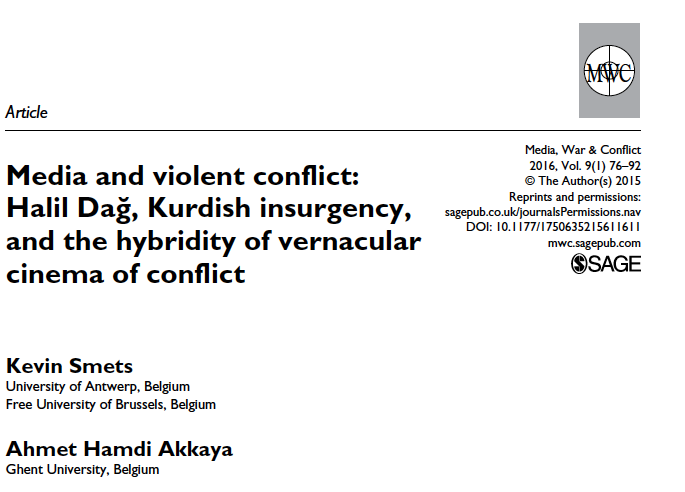 MWC
Article
Media, War & Conflict
2016, Vol. 9(1) 76–92
© The Author(s) 2015
Reprints and permissions:
sagepub.co.uk/journalsPermissions.nav
DOI: 10.1177/1750635215611611
mwc.sagepub.com
SAGE
Media and violent conflict:
Halil Dağ, Kurdish insurgency,
and the hybridity of vernacular
cinema of conflict
Kevin Smets
University of Antwerp, Belgium
Free University of Brussels, Belgium
Ahmet Hamdi Akkaya
Ghent University, Belgium